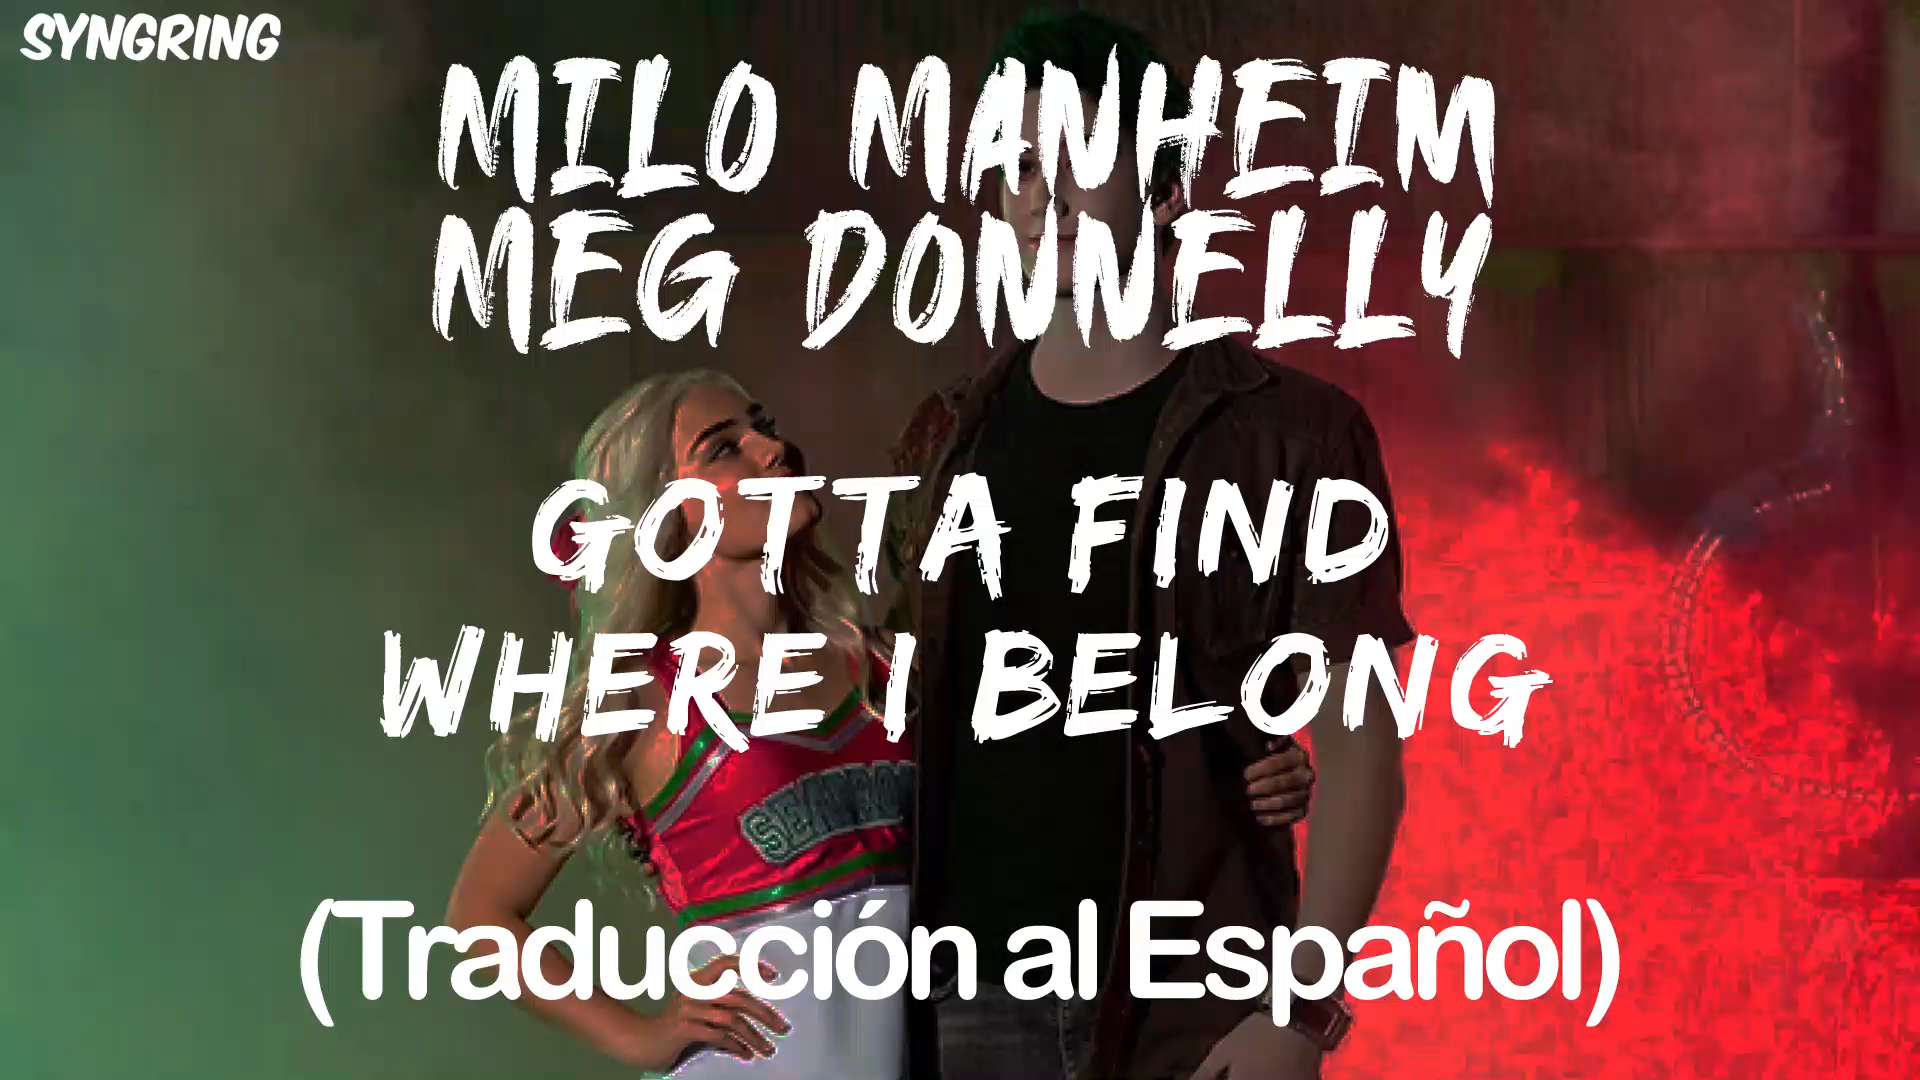 SYNGRING
MILO MANHEIM
MEG DONNELLY
GOTTA FIND
WHERE I BELONG
(Traducción al Español)